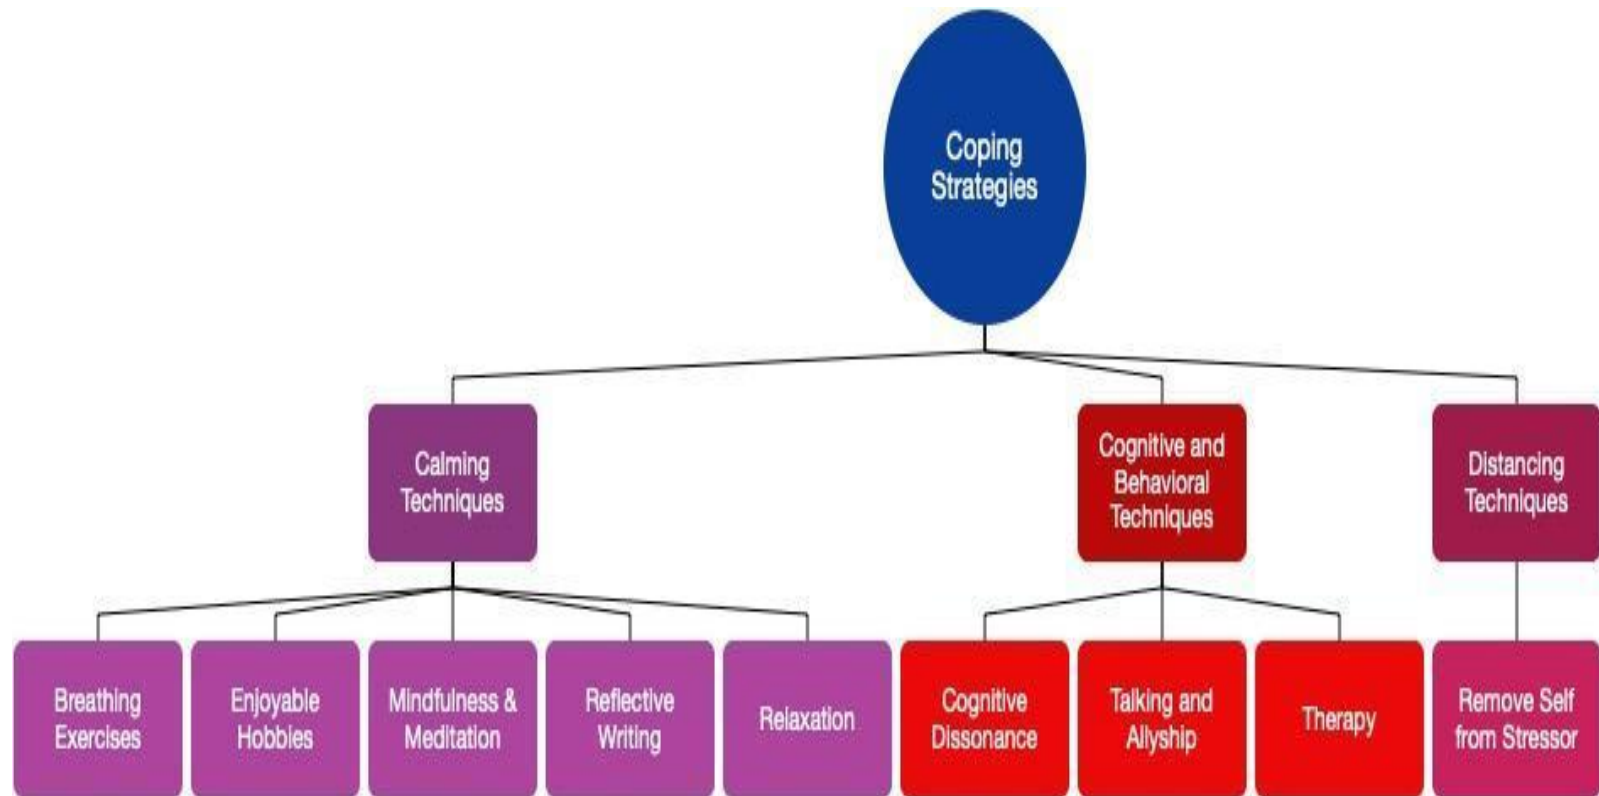 Coping
Strategies
Calming
Techniques
Cognitive and
Behavioral
Techniques
Distancing
Techniques
Breathing
Exercises
Enjoyable
Hobbles
Mindfulness &
Meditation
Reflective
Writing
Relaxation
Cognitive
Dissonance
Talking and
Allyship
Therapy
Remove Self
from Stressor